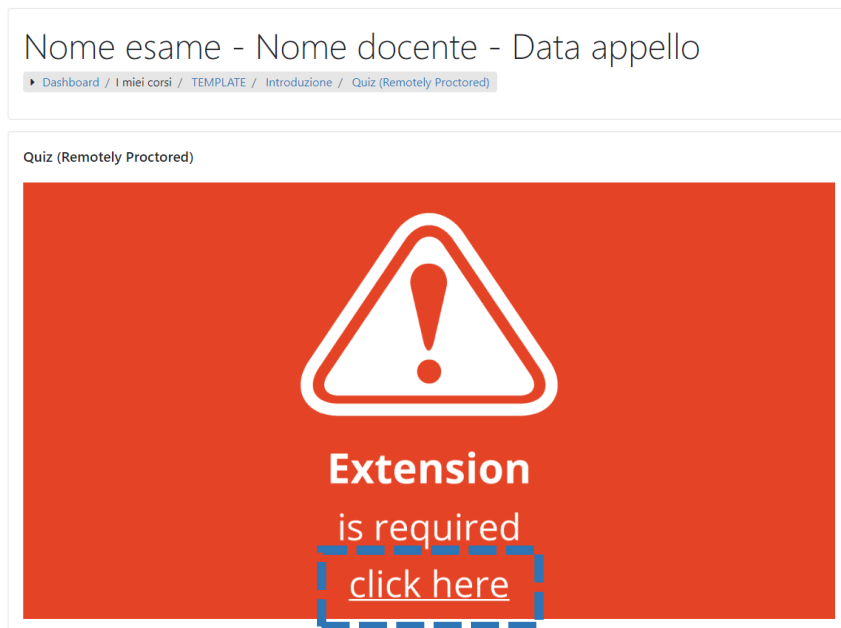 Nome esame - Nome docente - Data appello
Dashboard / I miei corsi / TEMPLATE / Introduzione / Quiz (Remotely Proctored)
Quiz (Remotely Proctored)
Extension
is required
click here